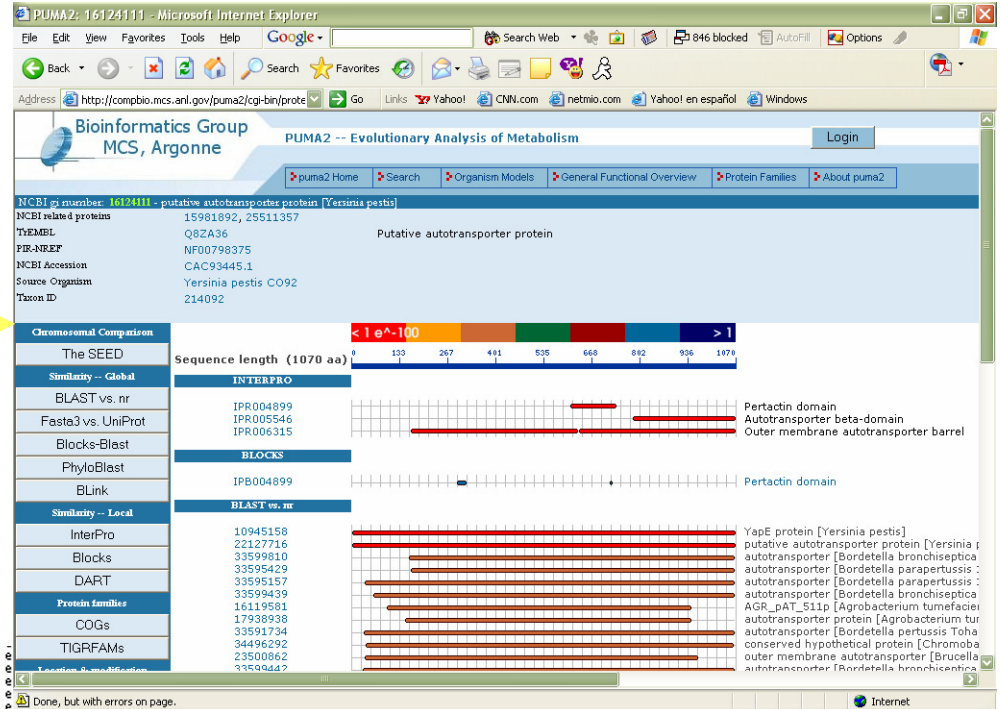 PUMA2: 16124111 - Microsoft Internet Explorer
File Edit View Favorites Tools Help Google Search Web 846 blocked AutoFill Options
Back Search Favorites
Address http://compbio.mcs.anl.gov/puma2/cgi-bin/prote Go Links Yahoo! CNN.com netmio.com Yahoo! en español Windows
Bioinformatics Group
MCS, Argonne
PUMA2 -- Evolutionary Analysis of Metabolism
Login
puma2 Home Search Organism Models General Functional Overview Protein Families About puma2
NCBI gi number: 16124111 - putative autotransporter protein [Yersinia pestis]
NCBI related proteins 15981892, 25511357
TrEMBL Q8ZA36 Putative autotransporter protein
PIR-NREF NF00798375
NCBI Accession CAC93445.1
Source Organism Yersinia pestis CO92
Taxon ID 214092
Chromosomal Comparison
The SEED
Similarity -- Global
BLAST vs. nr
Fasta3 vs. UniProt
Blocks-Blast
PhyloBlast
BLink
Similarity -- Local
InterPro
Blocks
DART
Protein families
COGs
TIGRFAMs
Location & modification
< 1 e^-100 > 1
Sequence length (1070 aa) 0 133 267 401 535 668 802 936 1070
INTERPRO
IPR004899 Pertactin domain
IPR005546 Autotransporter beta-domain
IPR006315 Outer membrane autotransporter barrel
BLOCKS
IPB004899 Pertactin domain
BLAST vs. nr
10945158 YapE protein [Yersinia pestis]
22127716 putative autotransporter protein [Yersinia p
33599810 autotransporter [Bordetella bronchiseptica
33595429 autotransporter [Bordetella parapertussis
33595157 autotransporter [Bordetella parapertussis
33599439 autotransporter [Bordetella bronchiseptica
16119581 AGR_pAT_511p [Agrobacterium tumefacien
17938938 autotransporter protein [Agrobacterium tum
33591734 autotransporter [Bordetella pertussis Toha
34496292 conserved hypothetical protein [Chromoba
23500862 outer membrane autotransporter [Brucella
33599442 autotransporter [Bordetella bronchiseptica
Done, but with errors on page. Internet